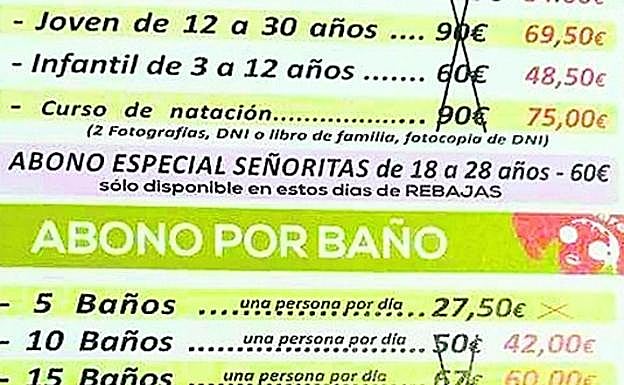 - Joven de 12 a 30 años .... 90€ 69,50€
- Infantil de 3 a 12 años ....... 60€ 48,50€
- Curso de natación.................. 90€ 75,00€
(2 Fotografías, DNI o libro de familia, fotocopia de DNI)
ABONO ESPECIAL SEÑORITAS de 18 a 28 años - 60€
sólo disponible en estos dias de REBAJAS
ABONO POR BAÑO
- 5 Baños ...... una persona por día ... 27,50€
- 10 Baños ...... una persona por día ... 50€ 42,00€
- 15 Baños ...... una persona por día ... 67€ 60,00€